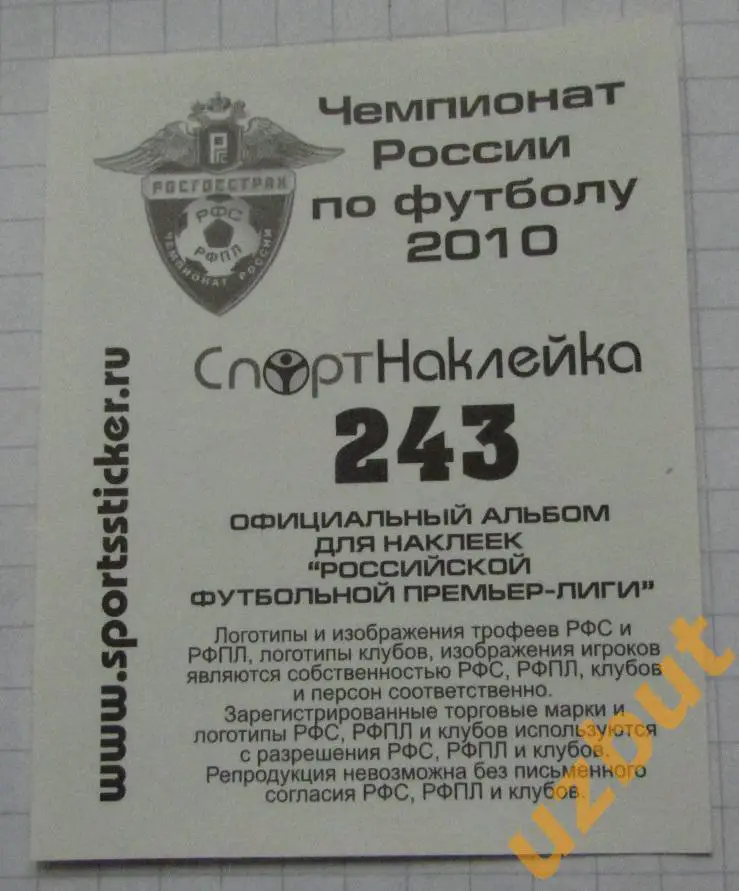 Чемпионат
России
по футболу
2010
РОСГОССТРАХ
РФС
РФПЛ
ЧЕМПИОНАТ РОССИИ
СпортНаклейка
243
www.sportssticker.ru
ОФИЦИАЛЬНЫЙ АЛЬБОМ
ДЛЯ НАКЛЕЕК
"РОССИЙСКОЙ
ФУТБОЛЬНОЙ ПРЕМЬЕР-ЛИГИ"
Логотипы и изображения трофеев РФС и
РФПЛ, логотипы клубов, изображения игроков
являются собственностью РФС, РФПЛ, клубов
и персон соответственно.
Зарегистрированные торговые марки и
логотипы РФС, РФПЛ и клубов используются
с разрешения РФС, РФПЛ и клубов.
Репродукция невозможна без письменного
согласия РФС, РФПЛ и клубов.
uzbut